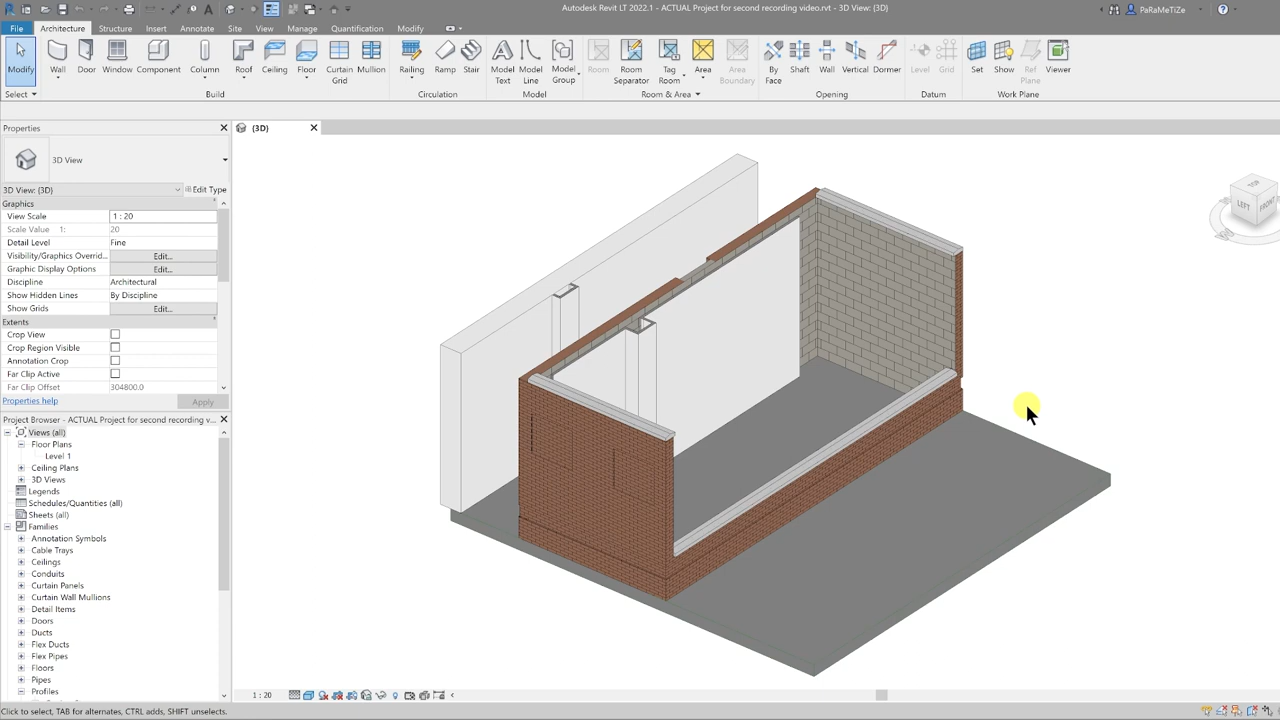 Autodesk Revit LT 2022.1 - ACTUAL Project for second recording video.rvt - 3D View: {3D}
PaRaMeTiZe
File Architecture Structure Insert Annotate Site View Manage Quantification Modify
Modify Wall Door Window Component Column Roof Ceiling Floor Curtain Grid Mullion Railing Ramp Stair Model Text Model Line Model Group Room Room Separator Tag Room Area Area Boundary By Face Shaft Wall Vertical Dormer Level Grid Set Show Ref Plane Viewer
Select Build Circulation Model Room & Area Opening Datum Work Plane
Properties
{3D}
3D View
3D View: {3D} Edit Type
Graphics
View Scale 1 : 20
Scale Value 1: 20
Detail Level Fine
Visibility/Graphics Overrid... Edit...
Graphic Display Options Edit...
Discipline Architectural
Show Hidden Lines By Discipline
Show Grids Edit...
Extents
Crop View
Crop Region Visible
Annotation Crop
Far Clip Active
Far Clip Offset 304800.0
Properties help Apply
Project Browser - ACTUAL Project for second recording v...
Views (all)
Floor Plans
Level 1
Ceiling Plans
3D Views
Legends
Schedules/Quantities (all)
Sheets (all)
Families
Annotation Symbols
Cable Trays
Ceilings
Conduits
Curtain Panels
Curtain Wall Mullions
Detail Items
Doors
Ducts
Flex Ducts
Flex Pipes
Floors
Pipes
Profiles
TOP
LEFT
FRONT
1 : 20
Click to select, TAB for alternates, CTRL adds, SHIFT unselects.